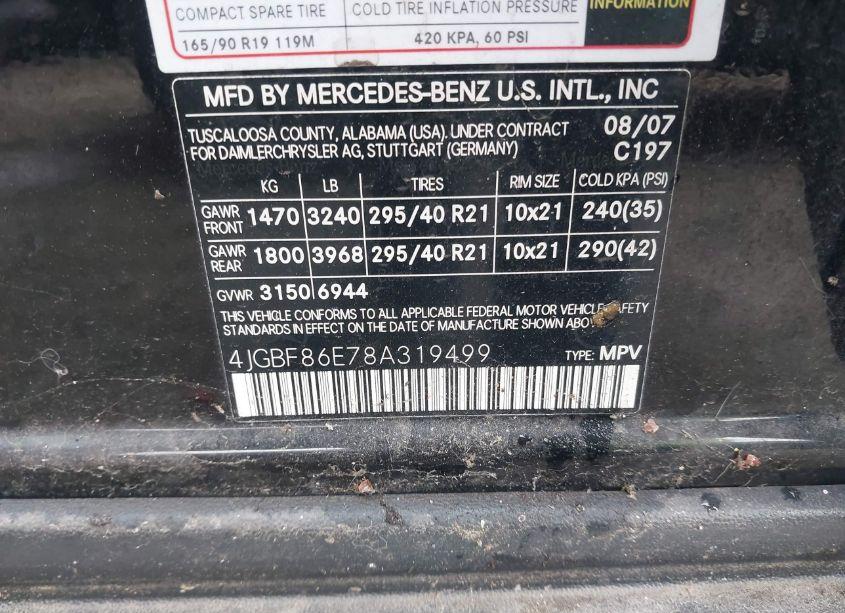 COMPACT SPARE TIRE COLD TIRE INFLATION PRESSURE INFORMATION
165/90 R19 119M 420 KPA, 60 PSI
MFD BY MERCEDES-BENZ U.S. INTL., INC
TUSCALOOSA COUNTY, ALABAMA (USA). UNDER CONTRACT 08/07
FOR DAIMLERCHRYSLER AG, STUTTGART (GERMANY) C197
KG LB TIRES RIM SIZE COLD KPA (PSI)
GAWR FRONT 1470 3240 295/40 R21 10x21 240(35)
GAWR REAR 1800 3968 295/40 R21 10x21 290(42)
GVWR 3150 6944
THIS VEHICLE CONFORMS TO ALL APPLICABLE FEDERAL MOTOR VEHICLE SAFETY
STANDARDS IN EFFECT ON THE DATE OF MANUFACTURE SHOWN ABOVE
4JGBF86E78A319499 TYPE: MPV